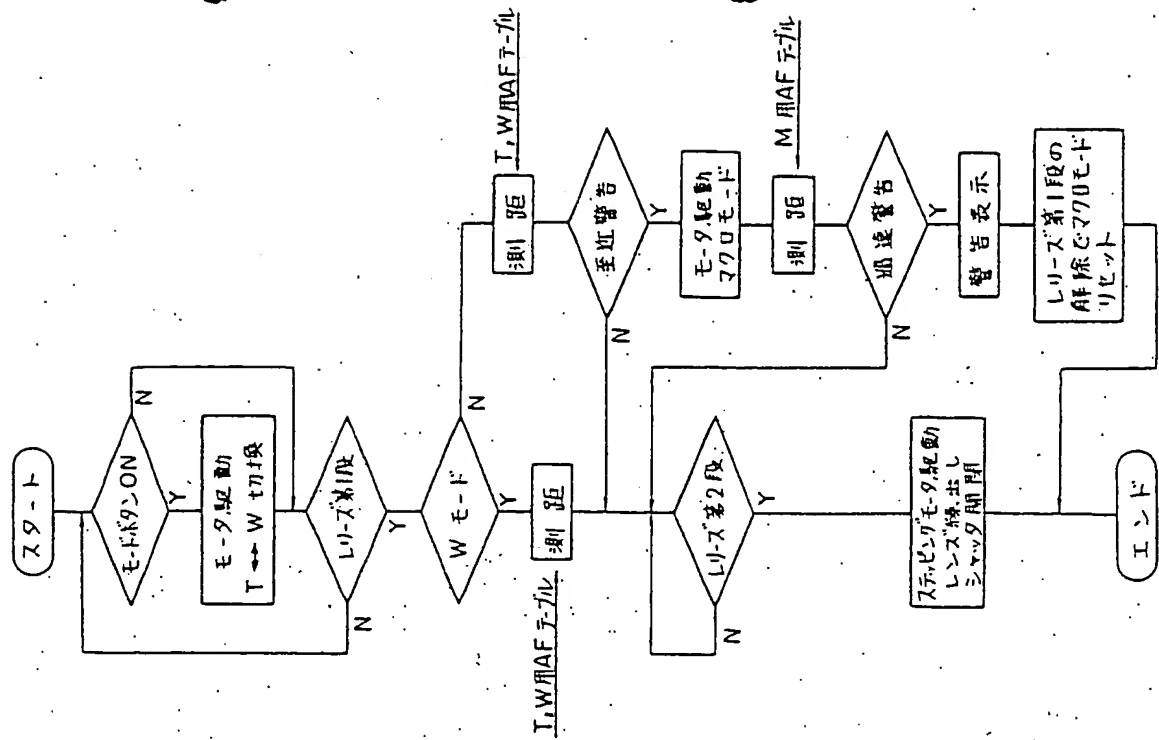 スタート
モードボタンON
N
Y
モータ駆動
T↔W切換
レリーズ第1段
N
Y
Wモード
N
Y
測距
T,W用AFテーブル
測距
T,W用AFテーブル
至近警告
N
Y
モータ駆動
マクロモード
測距
M用AFテーブル
過遠警告
N
Y
警告表示
レリーズ第1段の
解除でマクロモード
リセット
レリーズ第2段
N
Y
ステッピングモータ駆動
レンズ繰出し
シャッタ開閉
エンド